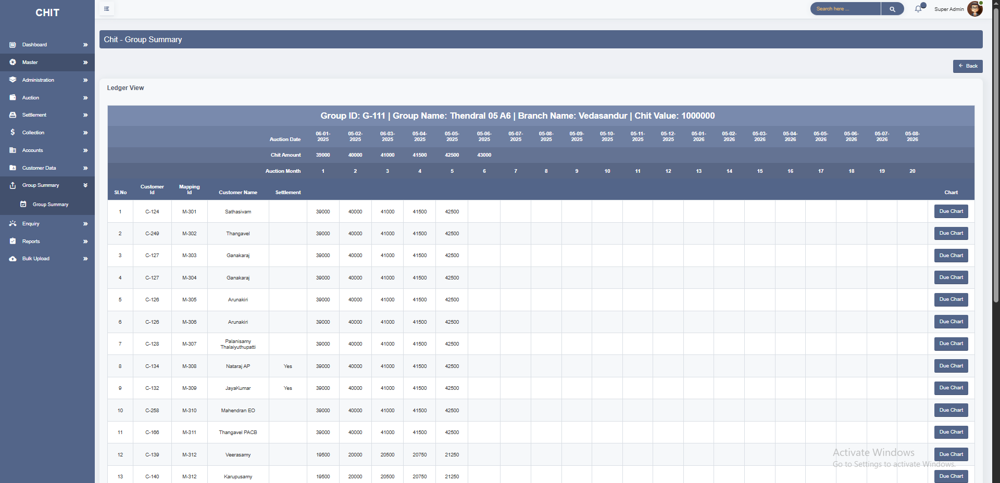 CHIT
Search here ...
Super Admin
Dashboard
Master
Administration
Auction
Settlement
Collection
Accounts
Customer Data
Group Summary
Group Summary
Enquiry
Reports
Bulk Upload
Chit - Group Summary
Back
Ledger View
Group ID: G-111 | Group Name: Thendral 05 A6 | Branch Name: Vedasandur | Chit Value: 1000000
Auction Date 06-01-2025 05-02-2025 06-03-2025 05-04-2025 05-05-2025 05-06-2025 05-07-2025 05-08-2025 05-09-2025 05-10-2025 05-11-2025 05-12-2025 05-01-2026 05-02-2026 05-03-2026 05-04-2026 05-05-2026 05-06-2026 05-07-2026 05-08-2026
Chit Amount 39000 40000 41000 41500 42500 43000
Auction Month 1 2 3 4 5 6 7 8 9 10 11 12 13 14 15 16 17 18 19 20
Sl.No Customer Id Mapping Id Customer Name Settlement Chart
1 C-124 M-301 Sathasivam 39000 40000 41000 41500 42500 Due Chart
2 C-249 M-302 Thangavel 39000 40000 41000 41500 42500 Due Chart
3 C-127 M-303 Ganakaraj 39000 40000 41000 41500 42500 Due Chart
4 C-127 M-304 Ganakaraj 39000 40000 41000 41500 42500 Due Chart
5 C-126 M-305 Arunakiri 39000 40000 41000 41500 42500 Due Chart
6 C-126 M-306 Arunakiri 39000 40000 41000 41500 42500 Due Chart
7 C-128 M-307 Palanisamy Thalaiyuthupatti 39000 40000 41000 41500 42500 Due Chart
8 C-134 M-308 Nataraj AP Yes 39000 40000 41000 41500 42500 Due Chart
9 C-132 M-309 JayaKumar Yes 39000 40000 41000 41500 42500 Due Chart
10 C-258 M-310 Mahendran EO 39000 40000 41000 41500 42500 Due Chart
11 C-166 M-311 Thangavel PACB 39000 40000 41000 41500 42500 Due Chart
12 C-139 M-312 Veerasamy 19500 20000 20500 20750 21250 Due Chart
13 C-140 M-312 Karupusamy 19500 20000 20500 20750 21250 Due Chart
Activate Windows
Go to Settings to activate Windows.